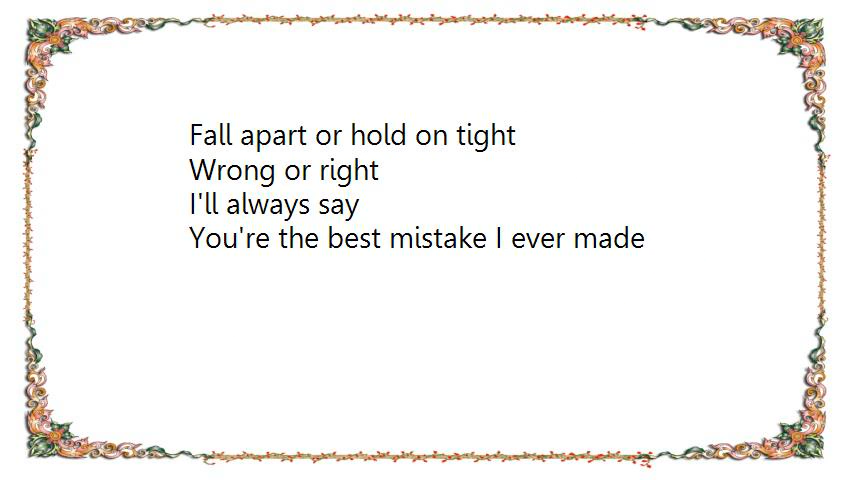 Fall apart or hold on tight
Wrong or right
I'll always say
You're the best mistake I ever made